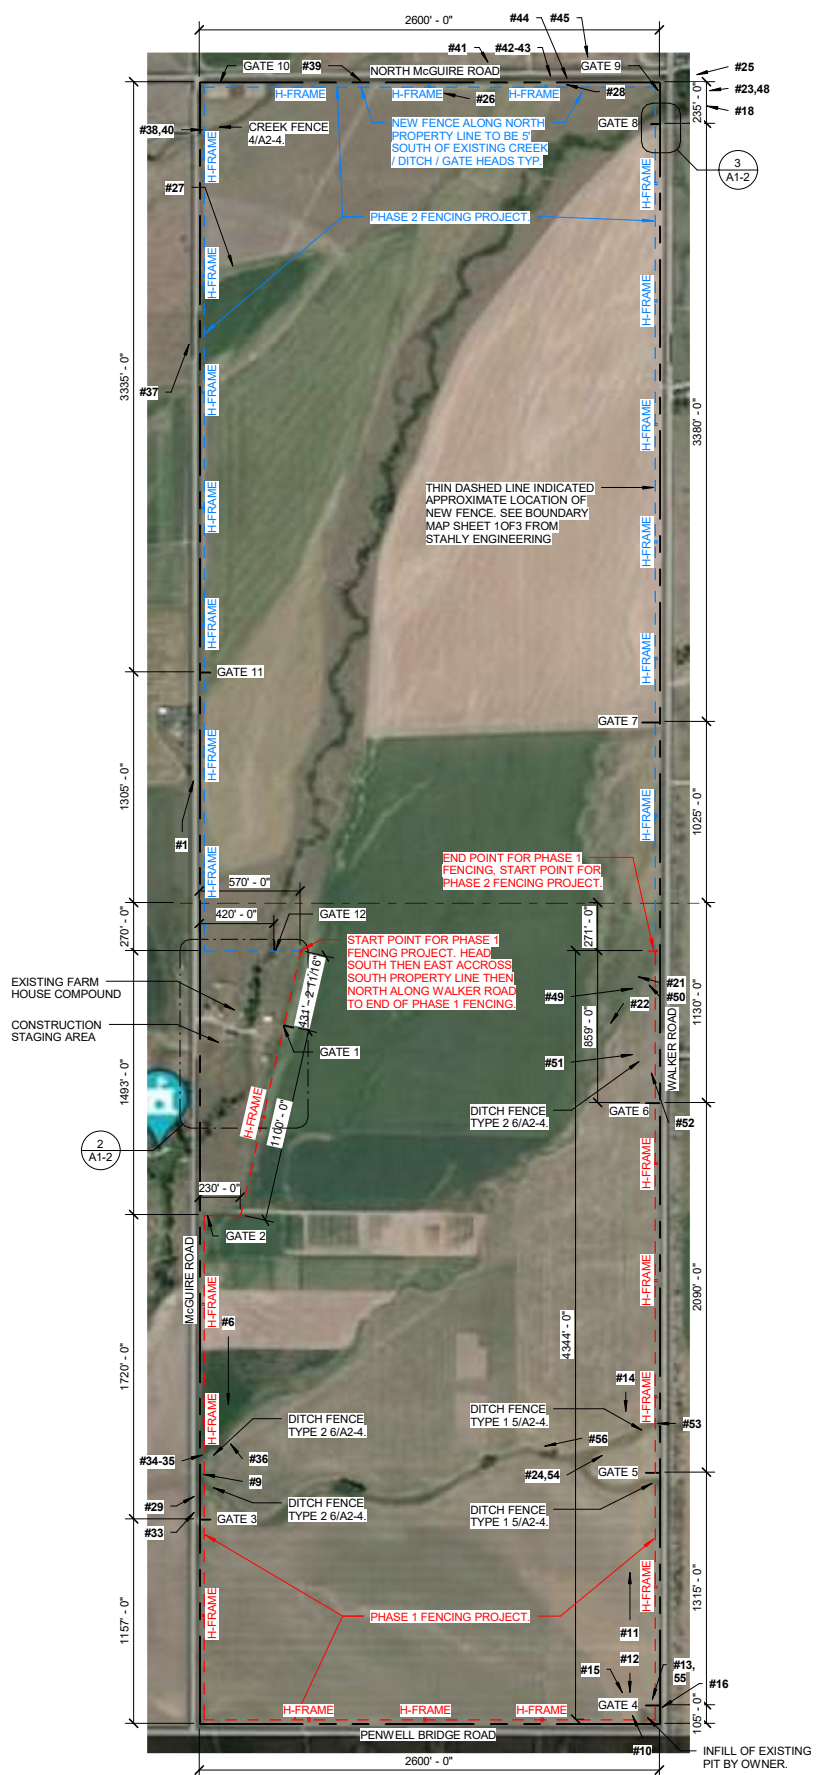 2600' - 0"
#44
#45
#41
#42-43
GATE 10
#39
NORTH McGUIRE ROAD
GATE 9
#25
H-FRAME
H-FRAME
H-FRAME
#26
#28
#23,48
#18
235' - 0"
#38,40
CREEK FENCE
4/A2-4.
NEW FENCE ALONG NORTH
PROPERTY LINE TO BE 5'
SOUTH OF EXISTING CREEK
/ DITCH / GATE HEADS TYP.
GATE 8
3
A1-2
H-FRAME
H-FRAME
#27
PHASE 2 FENCING PROJECT.
H-FRAME
H-FRAME
3335' - 0"
#37
H-FRAME
H-FRAME
3380' - 0"
THIN DASHED LINE INDICATED
APPROXIMATE LOCATION OF
NEW FENCE. SEE BOUNDARY
MAP SHEET 1OF3 FROM
STAHLY ENGINEERING
H-FRAME
H-FRAME
H-FRAME
H-FRAME
GATE 11
GATE 7
H-FRAME
H-FRAME
1305' - 0"
1025' - 0"
#1
END POINT FOR PHASE 1
FENCING, START POINT FOR
PHASE 2 FENCING PROJECT.
H-FRAME
570' - 0"
420' - 0"
GATE 12
270' - 0"
271' - 0"
START POINT FOR PHASE 1
FENCING PROJECT. HEAD
SOUTH THEN EAST ACCROSS
SOUTH PROPERTY LINE THEN
NORTH ALONG WALKER ROAD
TO END OF PHASE 1 FENCING.
431' - 2 11/16"
EXISTING FARM
HOUSE COMPOUND
CONSTRUCTION
STAGING AREA
#21
#50
#49
#22
859' - 0"
1130' - 0"
WALKER ROAD
GATE 1
#51
1493' - 0"
H-FRAME
1100' - 0"
DITCH FENCE
TYPE 2 6/A2-4.
GATE 6
#52
2
A1-2
H-FRAME
230' - 0"
GATE 2
McGUIRE ROAD
H-FRAME
H-FRAME
2090' - 0"
#6
4344' - 0"
1720' - 0"
#14
H-FRAME
H-FRAME
DITCH FENCE
TYPE 2 6/A2-4.
DITCH FENCE
TYPE 1 5/A2-4.
#53
#56
#34-35
#36
#9
#24,54
GATE 5
#29
DITCH FENCE
TYPE 2 6/A2-4.
DITCH FENCE
TYPE 1 5/A2-4.
GATE 3
#33
H-FRAME
H-FRAME
1157' - 0"
1315' - 0"
PHASE 1 FENCING PROJECT.
#11
#12
#15
#13,
55
#16
H-FRAME
H-FRAME
H-FRAME
GATE 4
105' - 0"
PENWELL BRIDGE ROAD
#10
INFILL OF EXISTING
PIT BY OWNER.
2600' - 0"